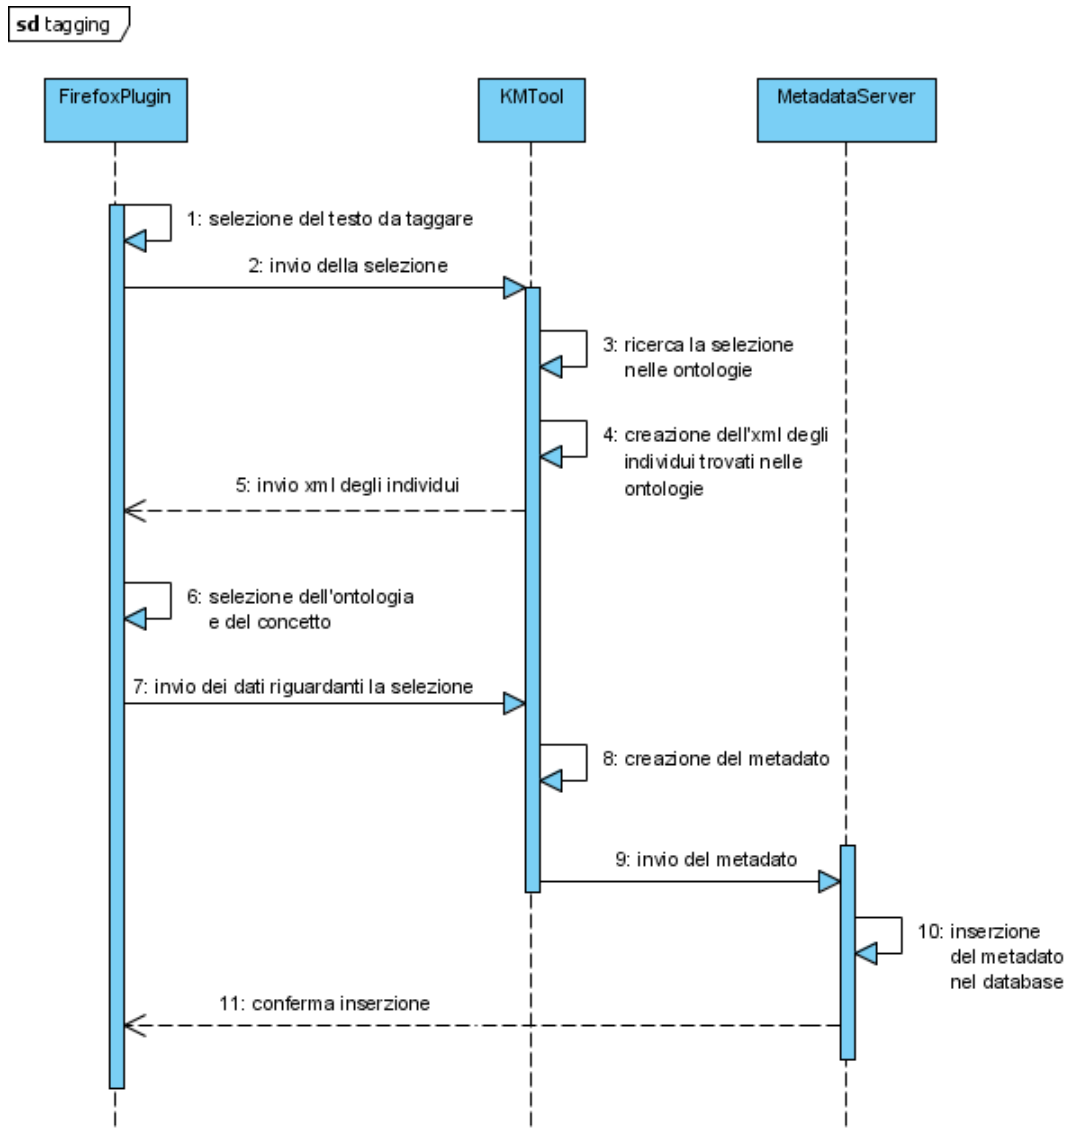 sd tagging
FirefoxPlugin
KMTool
MetadataServer
1: selezione del testo da taggare
2: invio della selezione
3: ricerca la selezione
nelle ontologie
4: creazione dell'xml degli
individui trovati nelle
ontologie
5: invio xml degli individui
6: selezione dell'ontologia
e del concetto
7: invio dei dati riguardanti la selezione
8: creazione del metadato
9: invio del metadato
10: inserzione
del metadato
nel database
11: conferma inserzione